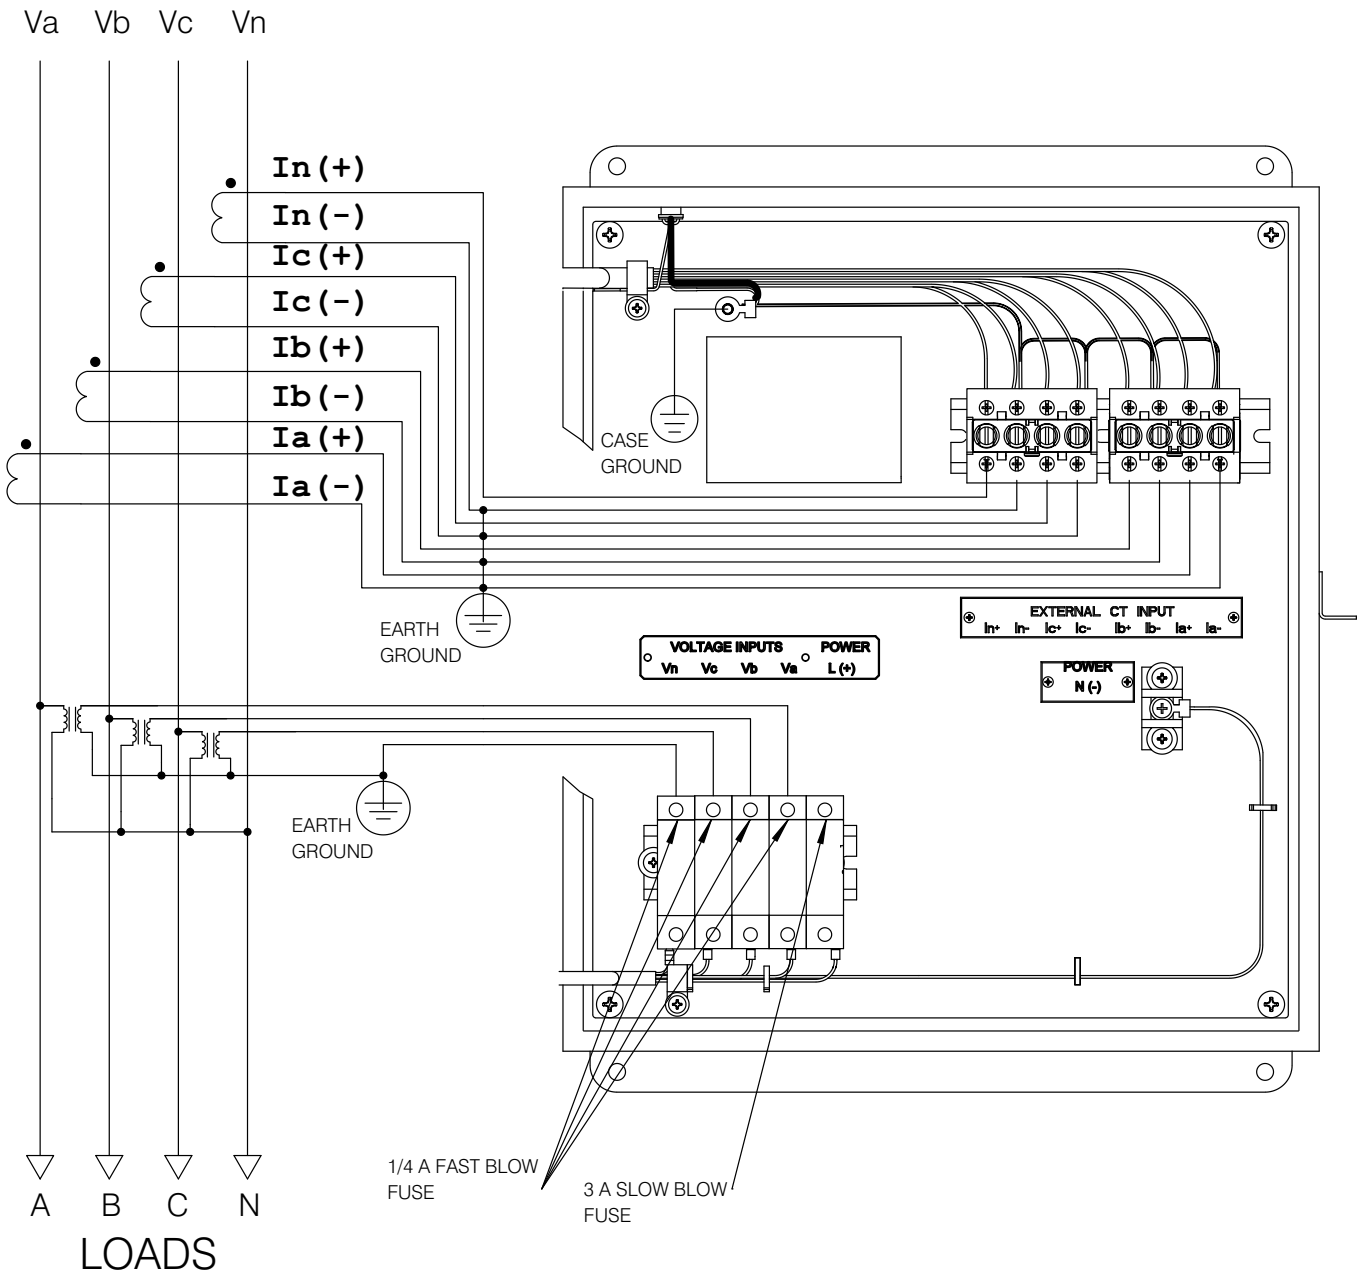 Va Vb Vc Vn
In(+)
In(-)
Ic(+)
Ic(-)
Ib(+)
Ib(-)
Ia(+)
Ia(-)
CASE
GROUND
EARTH
GROUND
EXTERNAL CT INPUT
In+ In- Ic+ Ic- Ib+ Ib- Ia+ Ia-
VOLTAGE INPUTS POWER
Vn Vc Vb Va L (+)
POWER
N (-)
EARTH
GROUND
1/4 A FAST BLOW
FUSE
3 A SLOW BLOW
FUSE
A B C N
LOADS